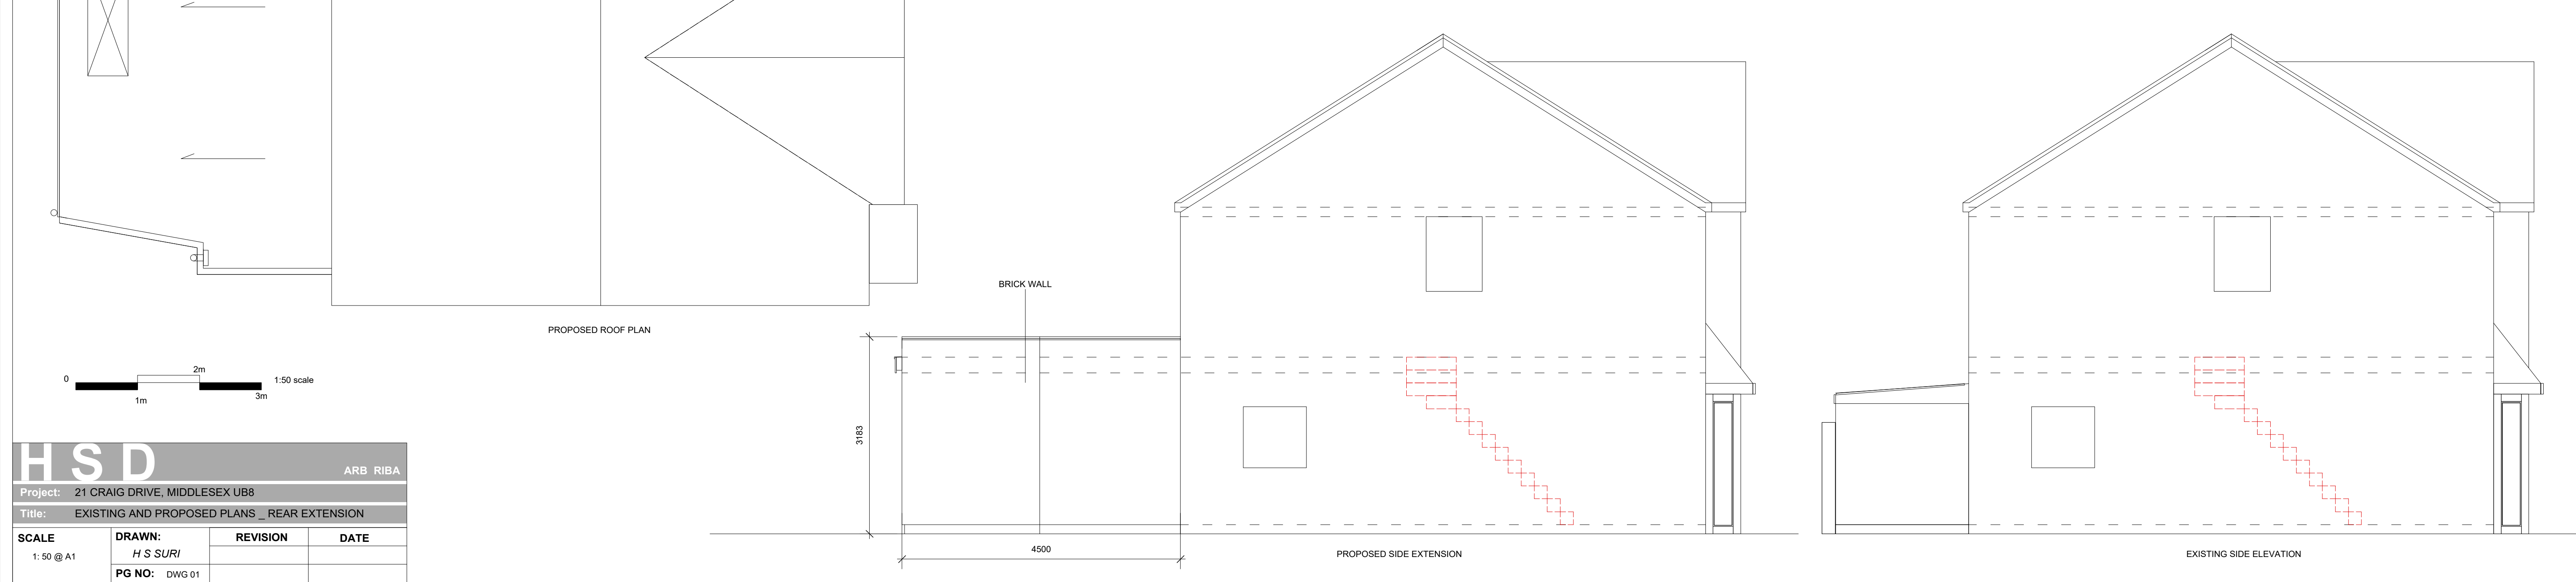 BRICK WALL
PROPOSED ROOF PLAN
0
2m
1:50 scale
1m
3m
3183
4500
PROPOSED SIDE EXTENSION
EXISTING SIDE ELEVATION
H S D
ARB RIBA
Project: 21 CRAIG DRIVE, MIDDLESEX UB8
Title: EXISTING AND PROPOSED PLANS _ REAR EXTENSION
SCALE
1: 50 @ A1
DRAWN:
H S SURI
REVISION
DATE
PG NO: DWG 01